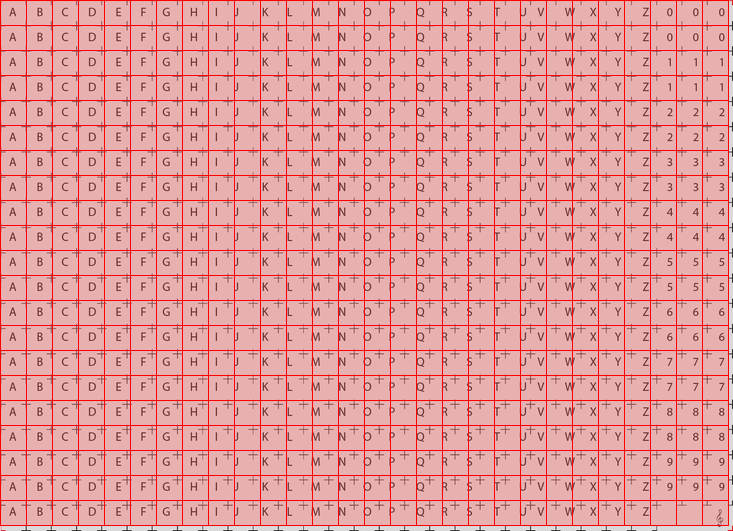 A B C D E F G H I J K L M N O P Q R S T U V W X Y Z 0 0 0
A B C D E F G H I J K L M N O P Q R S T U V W X Y Z 0 0 0
A B C D E F G H I J K L M N O P Q R S T U V W X Y Z 1 1 1
A B C D E F G H I J K L M N O P Q R S T U V W X Y Z 1 1 1
A B C D E F G H I J K L M N O P Q R S T U V W X Y Z 2 2 2
A B C D E F G H I J K L M N O P Q R S T U V W X Y Z 2 2 2
A B C D E F G H I J K L M N O P Q R S T U V W X Y Z 3 3 3
A B C D E F G H I J K L M N O P Q R S T U V W X Y Z 3 3 3
A B C D E F G H I J K L M N O P Q R S T U V W X Y Z 4 4 4
A B C D E F G H I J K L M N O P Q R S T U V W X Y Z 4 4 4
A B C D E F G H I J K L M N O P Q R S T U V W X Y Z 5 5 5
A B C D E F G H I J K L M N O P Q R S T U V W X Y Z 5 5 5
A B C D E F G H I J K L M N O P Q R S T U V W X Y Z 6 6 6
A B C D E F G H I J K L M N O P Q R S T U V W X Y Z 6 6 6
A B C D E F G H I J K L M N O P Q R S T U V W X Y Z 7 7 7
A B C D E F G H I J K L M N O P Q R S T U V W X Y Z 7 7 7
A B C D E F G H I J K L M N O P Q R S T U V W X Y Z 8 8 8
A B C D E F G H I J K L M N O P Q R S T U V W X Y Z 8 8 8
A B C D E F G H I J K L M N O P Q R S T U V W X Y Z 9 9 9
A B C D E F G H I J K L M N O P Q R S T U V W X Y Z 9 9 9
A B C D E F G H I J K L M N O P Q R S T U V W X Y Z